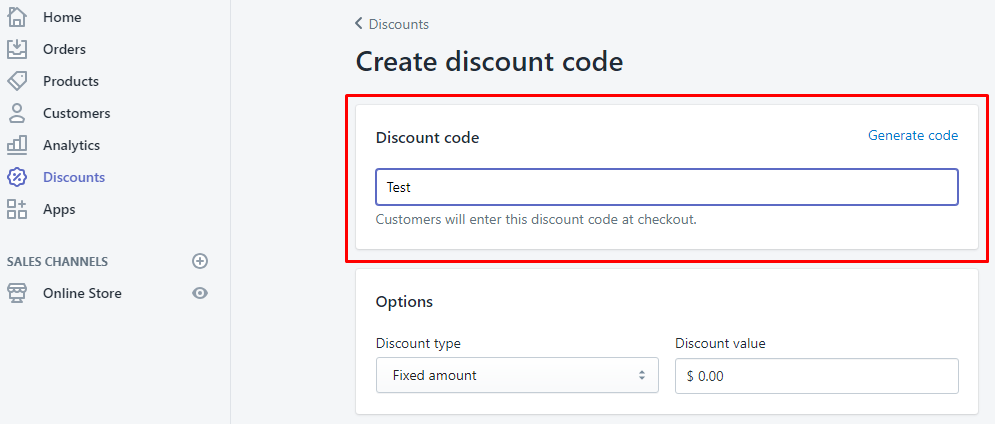 Home
Orders
Products
Customers
Analytics
Discounts
Apps
SALES CHANNELS
Online Store
Discounts
Create discount code
Discount code
Generate code
Test
Customers will enter this discount code at checkout.
Options
Discount type
Discount value
Fixed amount
$ 0.00